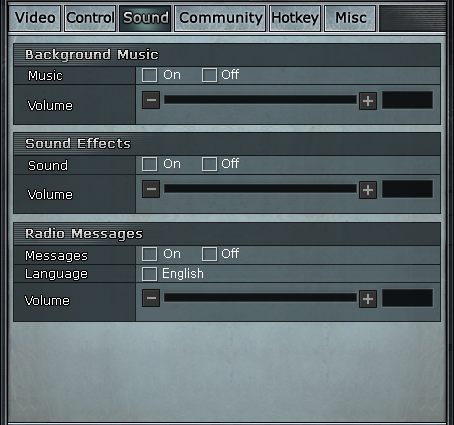 Video Control Sound Community Hotkey Misc
Background Music
Music On Off
Volume
Sound Effects
Sound On Off
Volume
Radio Messages
Messages On Off
Language English
Volume